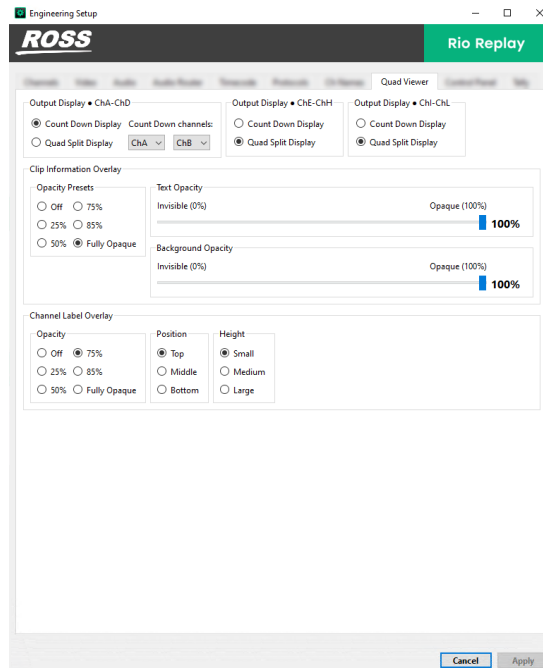 Engineering Setup
ROSS
Rio Replay
Quad Viewer
Output Display • ChA-ChD
Count Down Display Count Down channels:
Quad Split Display ChA ChB
Output Display • ChE-ChH
Count Down Display
Quad Split Display
Output Display • ChI-ChL
Count Down Display
Quad Split Display
Clip Information Overlay
Opacity Presets
Off 75%
25% 85%
50% Fully Opaque
Text Opacity
Invisible (0%) Opaque (100%)
100%
Background Opacity
Invisible (0%) Opaque (100%)
100%
Channel Label Overlay
Opacity
Off 75%
25% 85%
50% Fully Opaque
Position
Top
Middle
Bottom
Height
Small
Medium
Large
Cancel Apply